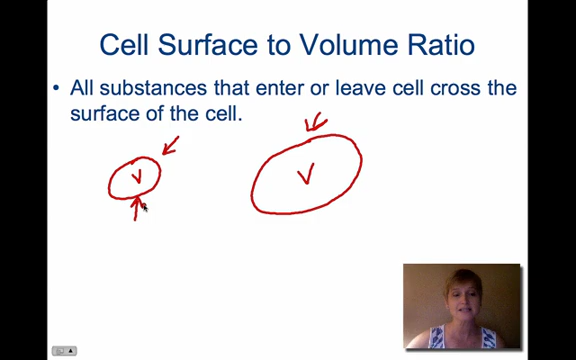 Cell Surface to Volume Ratio
• All substances that enter or leave cell cross the
surface of the cell.
V V